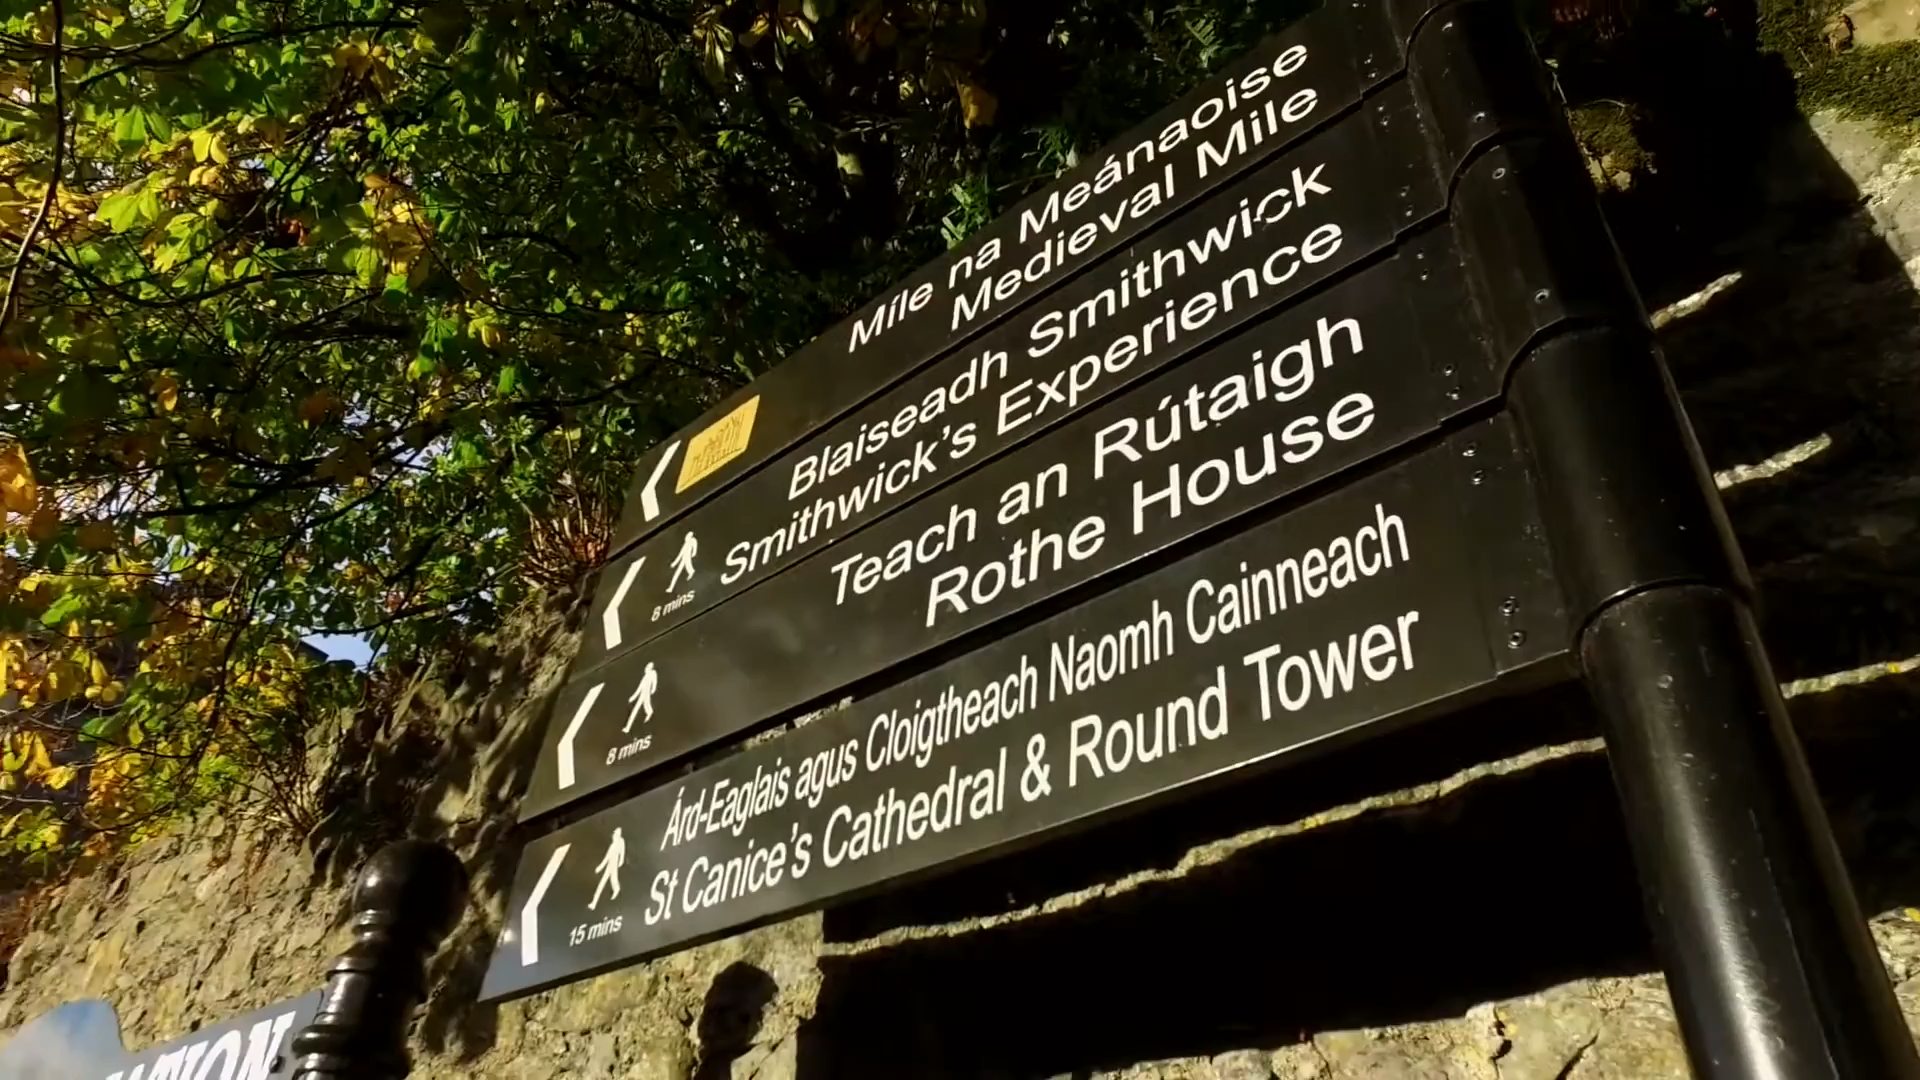 Míle na Meánaoise
Medieval Mile
Blaiseadh Smithwick
Smithwick's Experience
8 mins
Teach an Rútaigh
Rothe House
8 mins
Árd-Eaglais agus Cloigtheach Naomh Cainneach
St Canice's Cathedral & Round Tower
15 mins